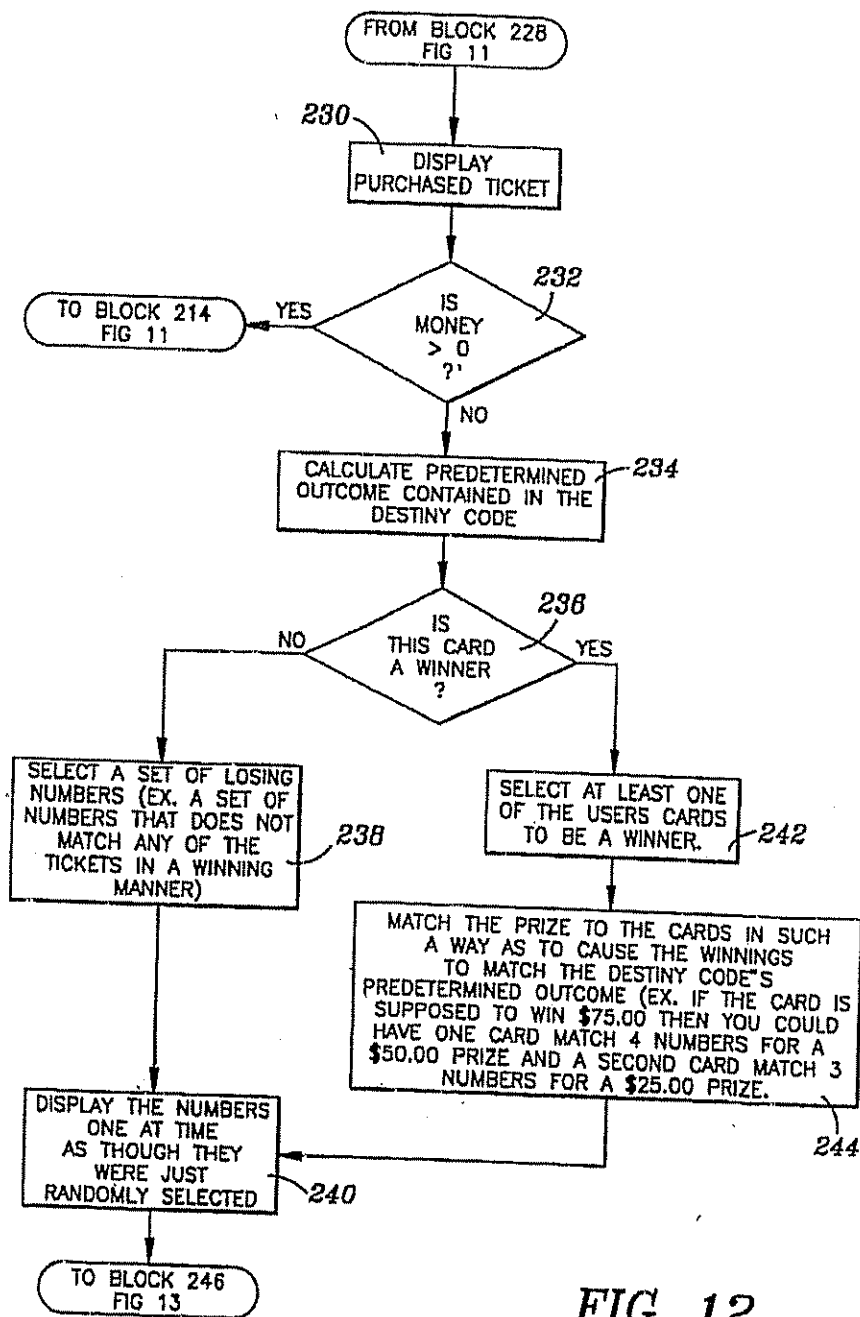 FROM BLOCK 228
FIG 11
230
DISPLAY
PURCHASED TICKET
232
IS
MONEY
> 0
?'
YES
TO BLOCK 214
FIG 11
NO
234
CALCULATE PREDETERMINED
OUTCOME CONTAINED IN THE
DESTINY CODE
236
IS
THIS CARD
A WINNER
?
NO
YES
SELECT A SET OF LOSING
NUMBERS (EX. A SET OF
NUMBERS THAT DOES NOT
MATCH ANY OF THE
TICKETS IN A WINNING
MANNER)
238
SELECT AT LEAST ONE
OF THE USERS CARDS
TO BE A WINNER.
242
MATCH THE PRIZE TO THE CARDS IN SUCH
A WAY AS TO CAUSE THE WINNINGS
TO MATCH THE DESTINY CODE"S
PREDETERMINED OUTCOME (EX. IF THE CARD IS
SUPPOSED TO WIN $75.00 THEN YOU COULD
HAVE ONE CARD MATCH 4 NUMBERS FOR A
$50.00 PRIZE AND A SECOND CARD MATCH 3
NUMBERS FOR A $25.00 PRIZE.
244
DISPLAY THE NUMBERS
ONE AT TIME
AS THOUGH THEY
WERE JUST
RANDOMLY SELECTED
240
TO BLOCK 246
FIG 13
FIG. 12